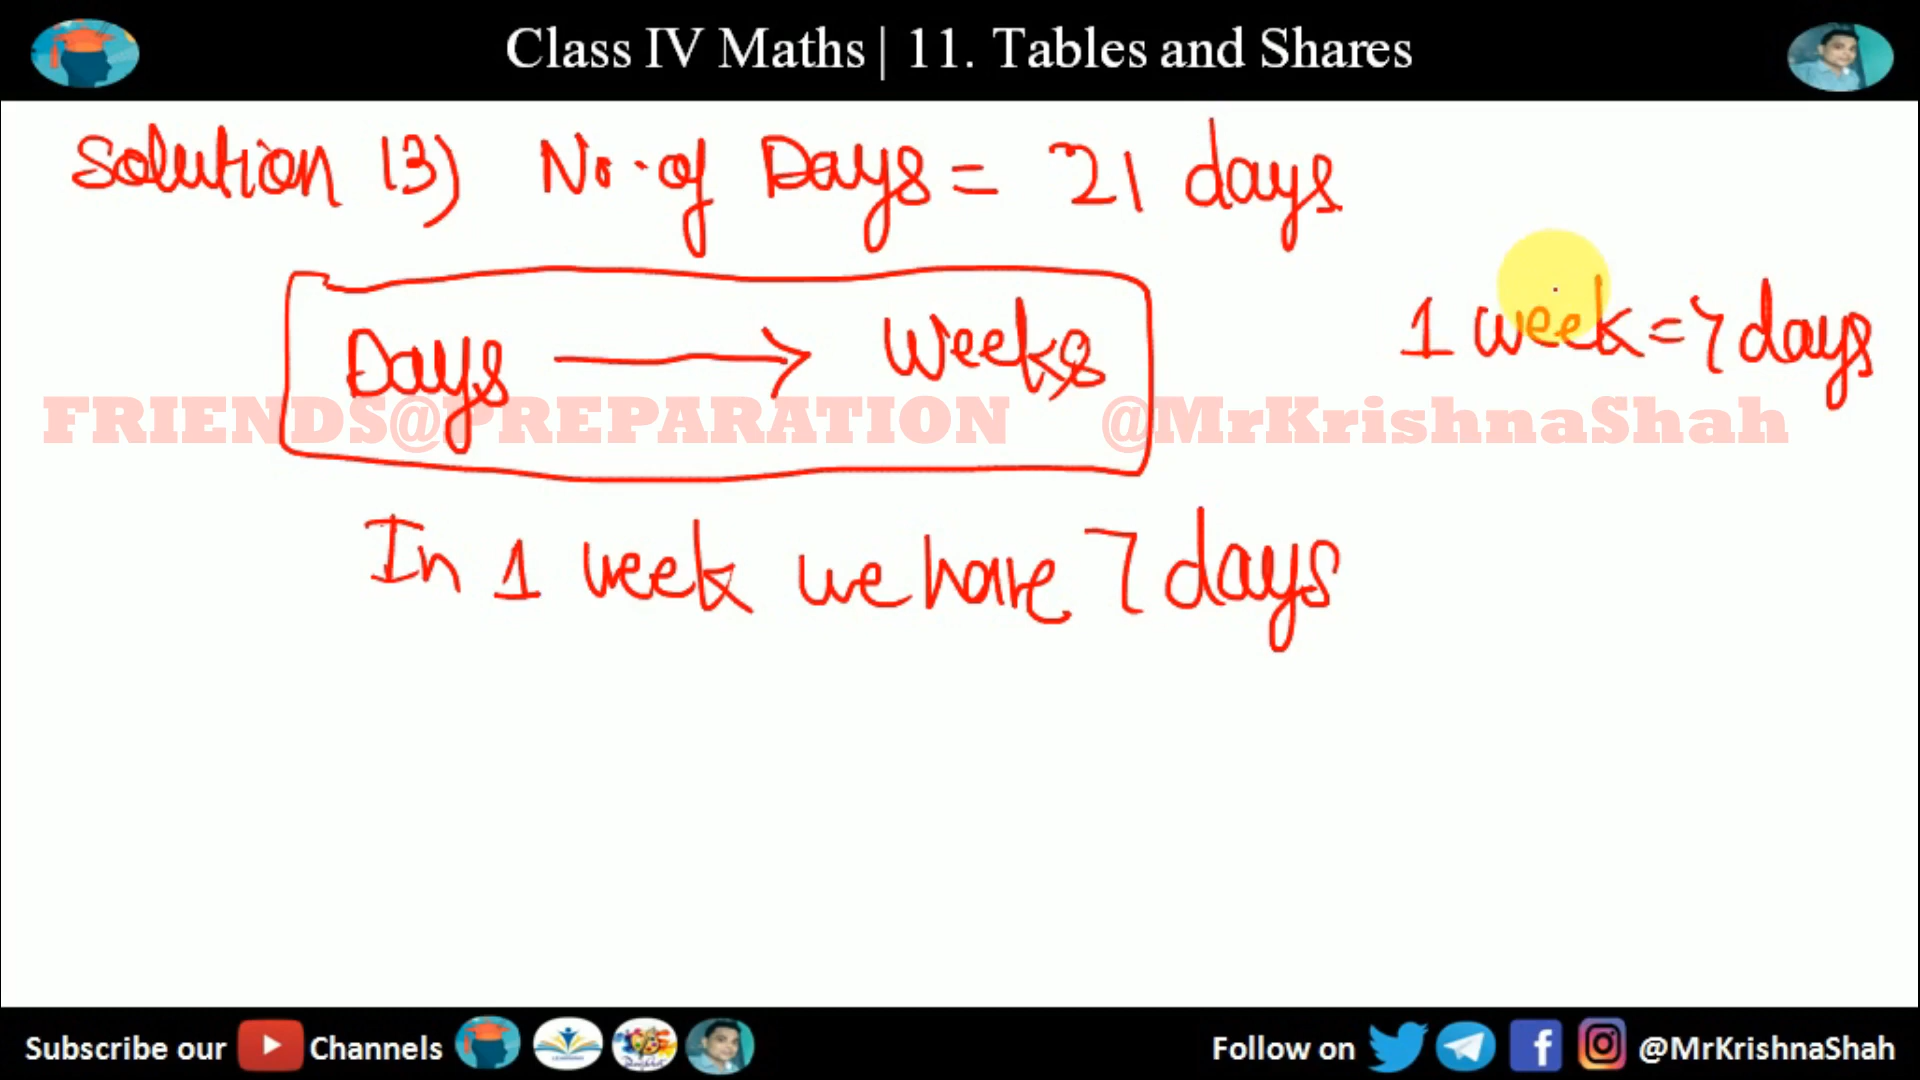 Class IV Maths | 11. Tables and Shares
Solution 13) No. of Days = 21 days
1 week = 7 days
Days → Weeks
FRIENDS@PREPARATION @MrKrishnaShah
In 1 week we have 7 days
Subscribe our Channels
Follow on @MrKrishnaShah